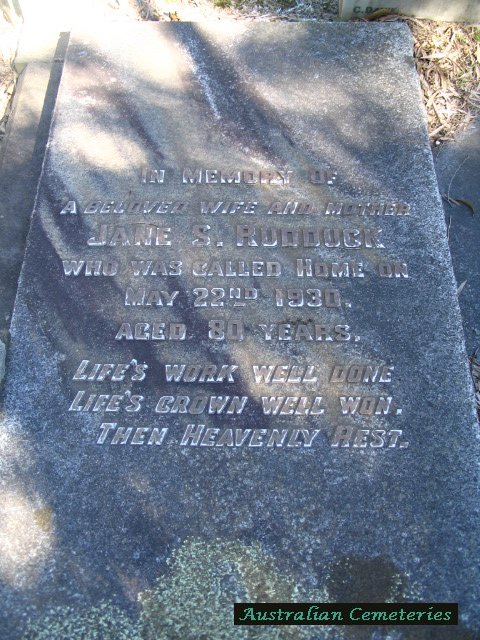 IN MEMORY OF
A BELOVED WIFE AND MOTHER
JANE S. RUDDUCK
WHO WAS CALLED HOME ON
MAY 22ND 1930.
AGED 80 YEARS.
LIFE'S WORK WELL DONE
LIFE'S CROWN WELL WON.
THEN HEAVENLY REST.
Australian Cemeteries